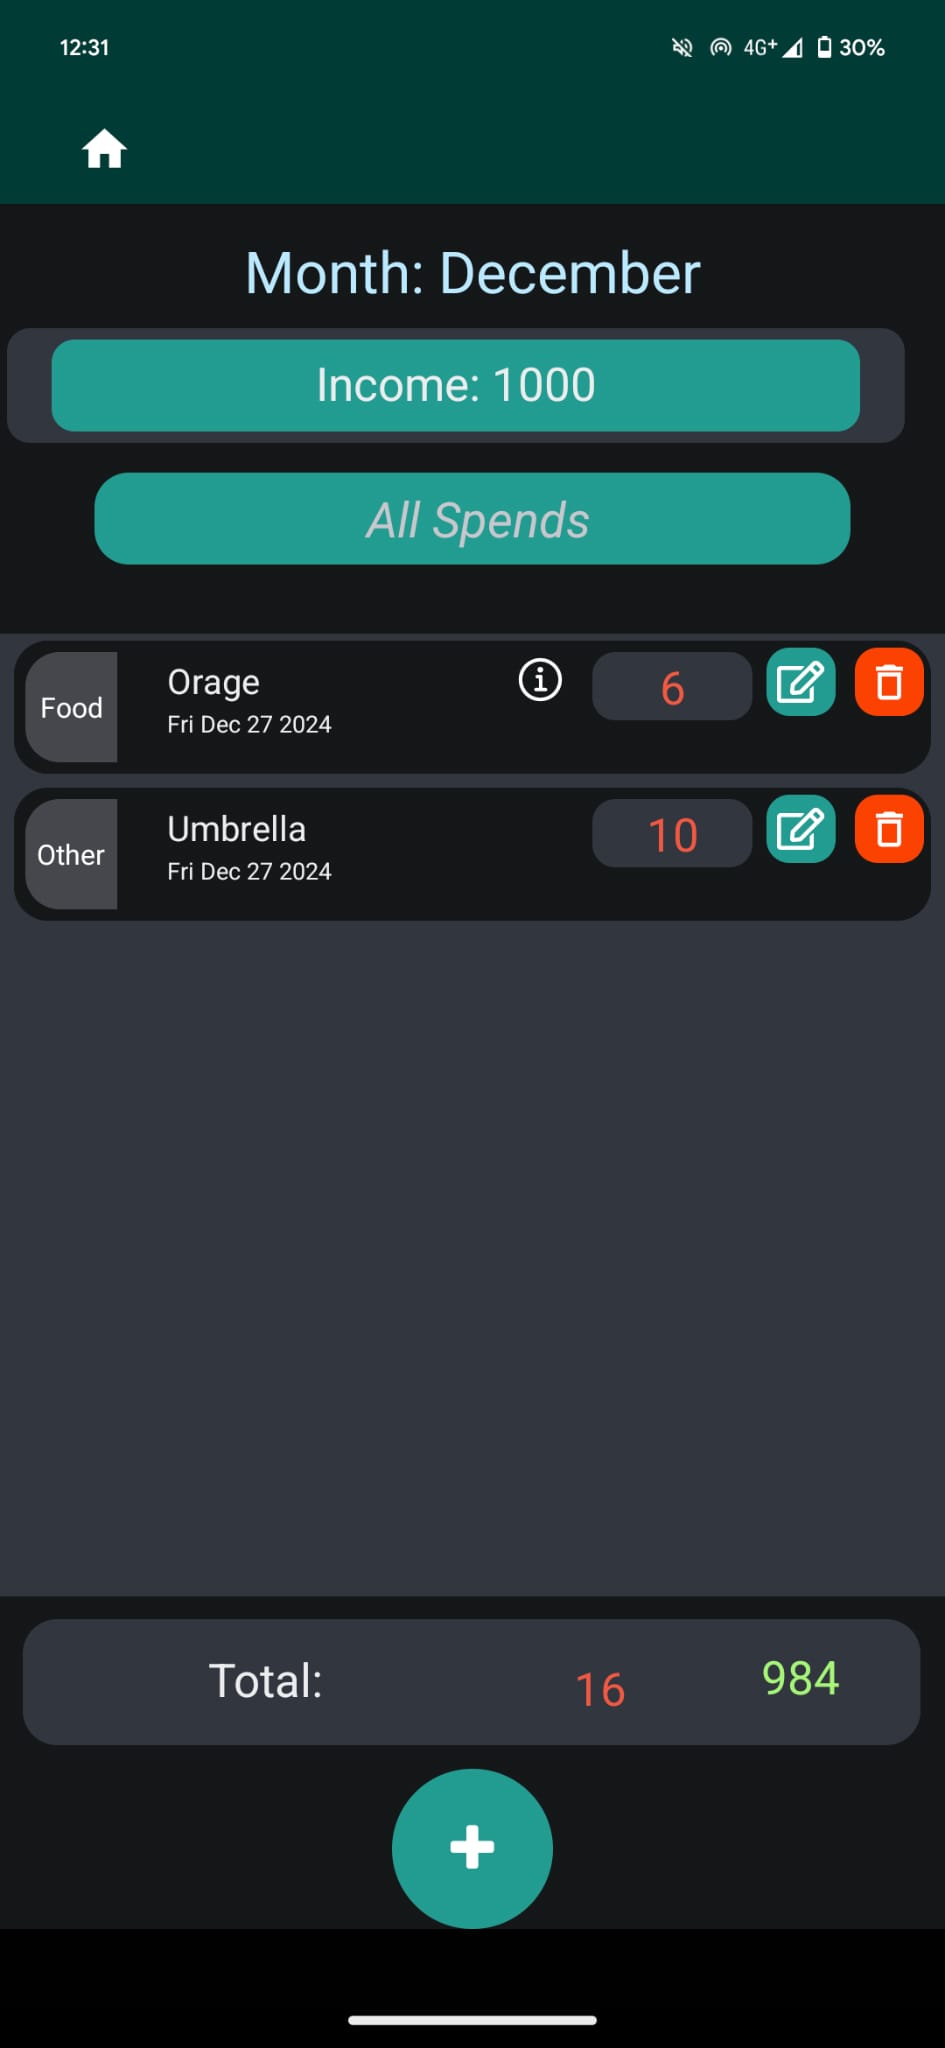 12:31
4G+ 30%
Month: December
Income: 1000
All Spends
Food
Orage
Fri Dec 27 2024
6
Other
Umbrella
Fri Dec 27 2024
10
Total: 16 984